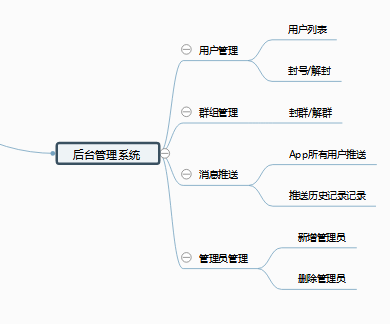 后台管理系统
用户管理
用户列表
封号/解封
群组管理
封群/解群
消息推送
App所有用户推送
推送历史记录记录
管理员管理
新增管理员
删除管理员